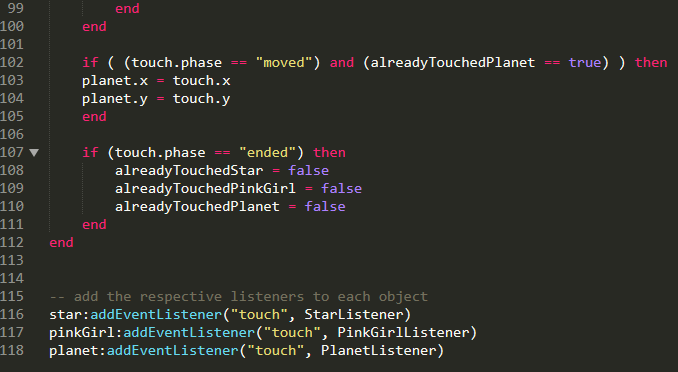 99 end
100 end
101
102 if ( (touch.phase == "moved") and (alreadyTouchedPlanet == true) ) then
103 planet.x = touch.x
104 planet.y = touch.y
105 end
106
107 if (touch.phase == "ended") then
108 alreadyTouchedStar = false
109 alreadyTouchedPinkGirl = false
110 alreadyTouchedPlanet = false
111 end
112 end
113
114
115 -- add the respective listeners to each object
116 star:addEventListener("touch", StarListener)
117 pinkGirl:addEventListener("touch", PinkGirlListener)
118 planet:addEventListener("touch", PlanetListener)